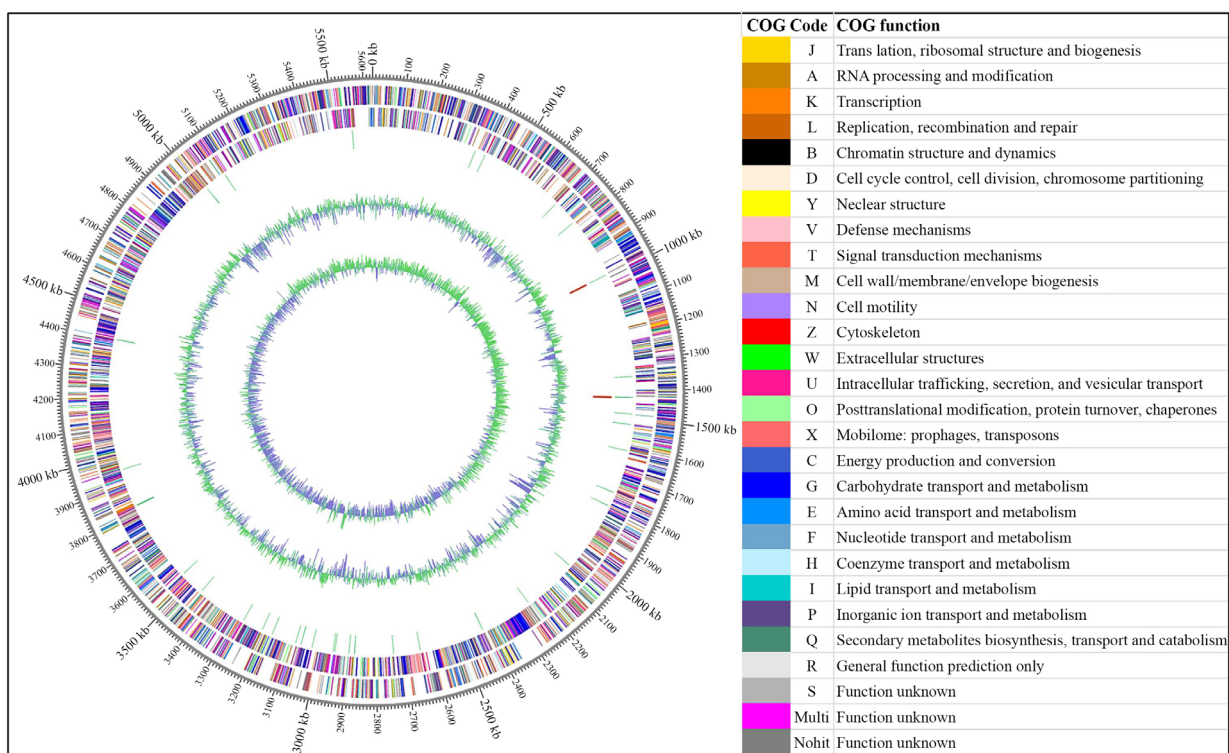 0 kb
100
200
300
400
500 kb
600
700
800
900
1000 kb
1100
1200
1300
1400
1500 kb
1600
1700
1800
1900
2000 kb
2100
2200
2300
2400
2500 kb
2600
2700
2800
2900
3000 kb
3100
3200
3300
3400
3500 kb
3600
3700
3800
3900
4000 kb
4100
4200
4300
4400
4500 kb
4600
4700
4800
4900
5000 kb
5100
5200
5300
5400
5500 kb
5600
COG Code COG function
J Trans lation, ribosomal structure and biogenesis
A RNA processing and modification
K Transcription
L Replication, recombination and repair
B Chromatin structure and dynamics
D Cell cycle control, cell division, chromosome partitioning
Y Neclear structure
V Defense mechanisms
T Signal transduction mechanisms
M Cell wall/membrane/envelope biogenesis
N Cell motility
Z Cytoskeleton
W Extracellular structures
U Intracellular trafficking, secretion, and vesicular transport
O Posttranslational modification, protein turnover, chaperones
X Mobilome: prophages, transposons
C Energy production and conversion
G Carbohydrate transport and metabolism
E Amino acid transport and metabolism
F Nucleotide transport and metabolism
H Coenzyme transport and metabolism
I Lipid transport and metabolism
P Inorganic ion transport and metabolism
Q Secondary metabolites biosynthesis, transport and catabolism
R General function prediction only
S Function unknown
Multi Function unknown
Nohit Function unknown